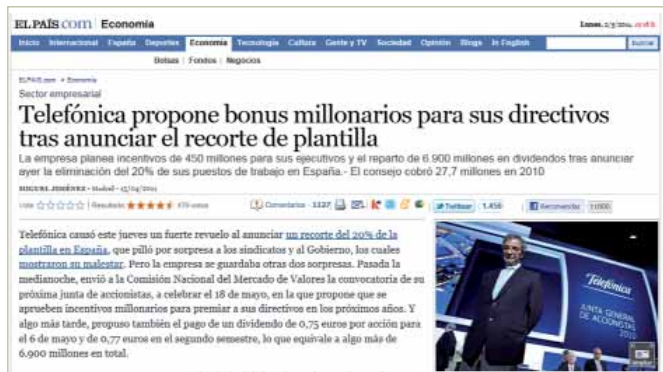 EL PAÍS com Economía
Inicio Internacional España Deportes Economía Tecnología Cultura Gente y TV Sociedad Opinión Blogs In English buscar
Bolsas Fondos Negocios
ELPAIS.com Economía
Sector empresarial
Telefónica propone bonus millonarios para sus directivos
tras anunciar el recorte de plantilla
La empresa planea incentivos de 450 millones para sus ejecutivos y el reparto de 6.900 millones en dividendos tras anunciar
ayer la eliminación del 20% de sus puestos de trabajo en España.- El consejo cobró 27,7 millones en 2010
MIGUEL JIMÉNEZ - Madrid - 15/04/2011
Vota Resultado votos Comentarios - 1127 Twittear 1.456 Recomendar
Telefónica causó este jueves un fuerte revuelo al anunciar un recorte del 20% de la
plantilla en España, que pilló por sorpresa a los sindicatos y al Gobierno, los cuales
mostraron su malestar. Pero la empresa se guardaba otras dos sorpresas. Pasada la
medianoche, envió a la Comisión Nacional del Mercado de Valores la convocatoria de su
próxima junta de accionistas, a celebrar el 18 de mayo, en la que propone que se
aprueben incentivos millonarios para premiar a sus directivos en los próximos años. Y
algo más tarde, propuso también el pago de un dividendo de 0,75 euros por acción para
el 6 de mayo y de 0,77 euros en el segundo semestre, lo que equivale a algo más de
6.900 millones en total.
Telefónica
JUNTA GENERAL
DE ACCIONISTAS